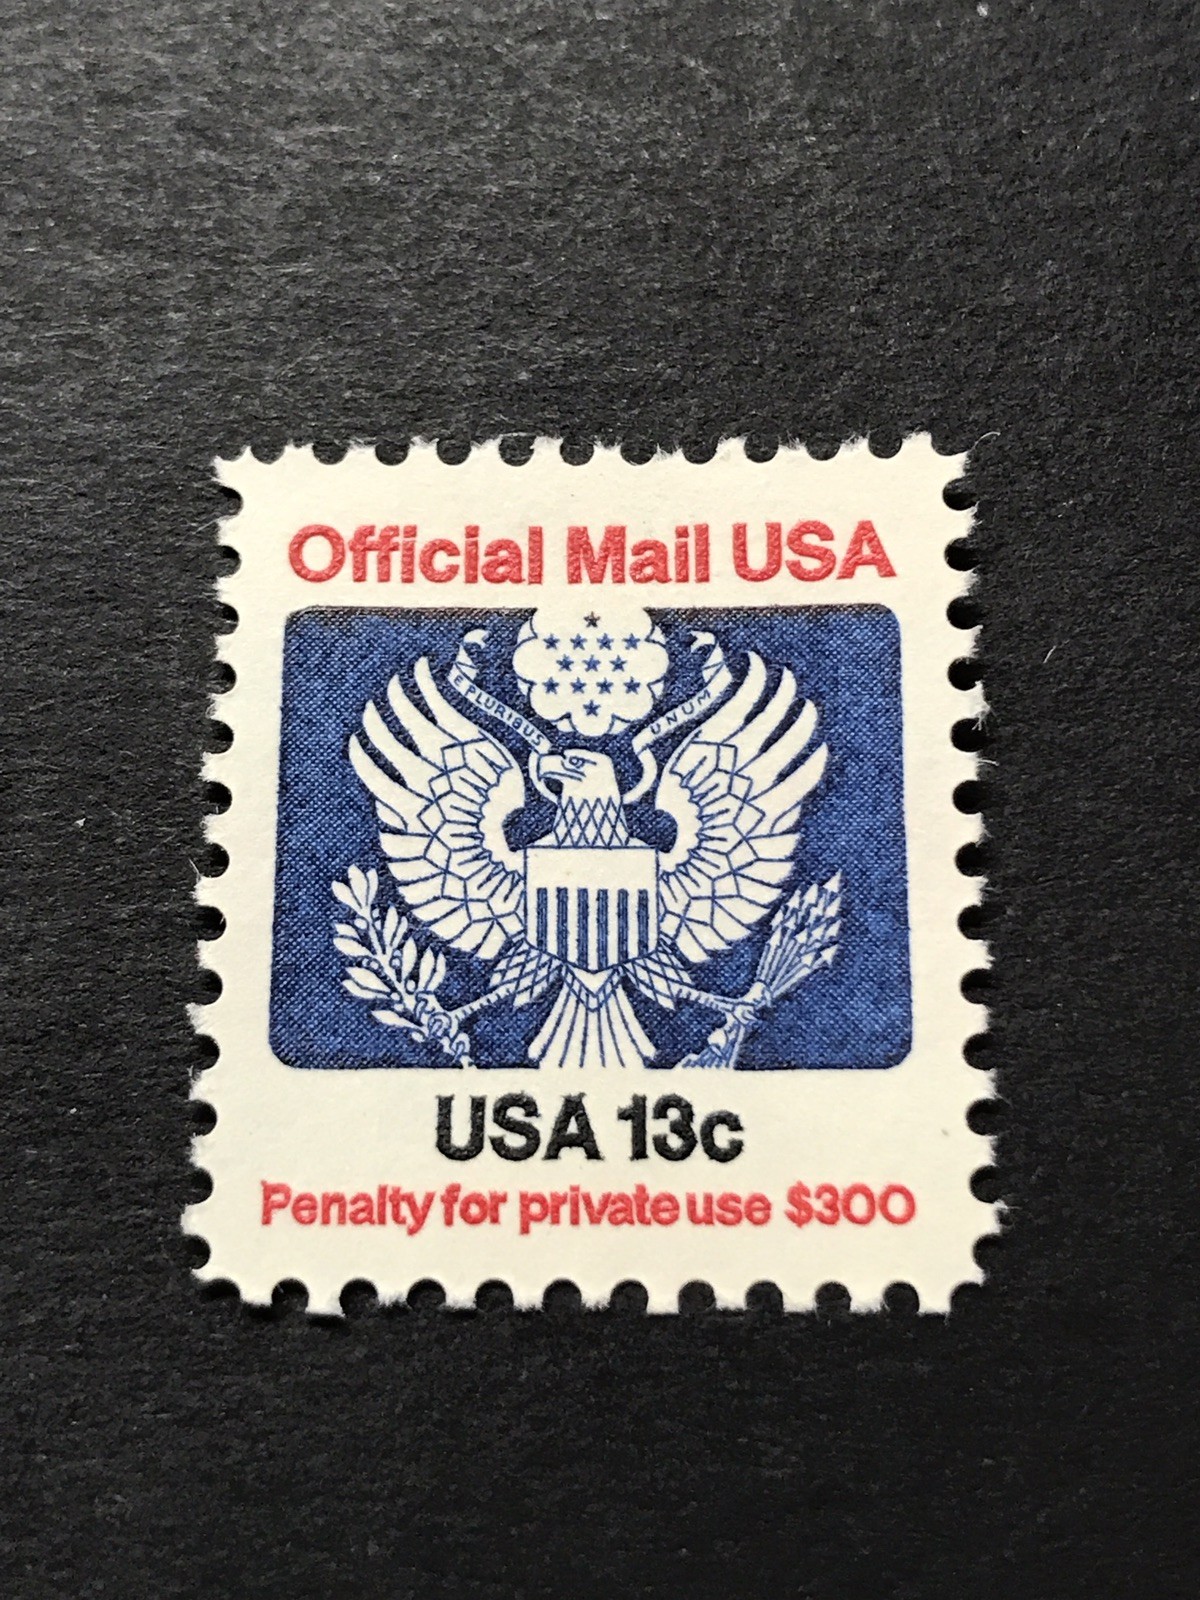 Official Mail USA
E PLURIBUS UNUM
USA 13c
Penalty for private use $300